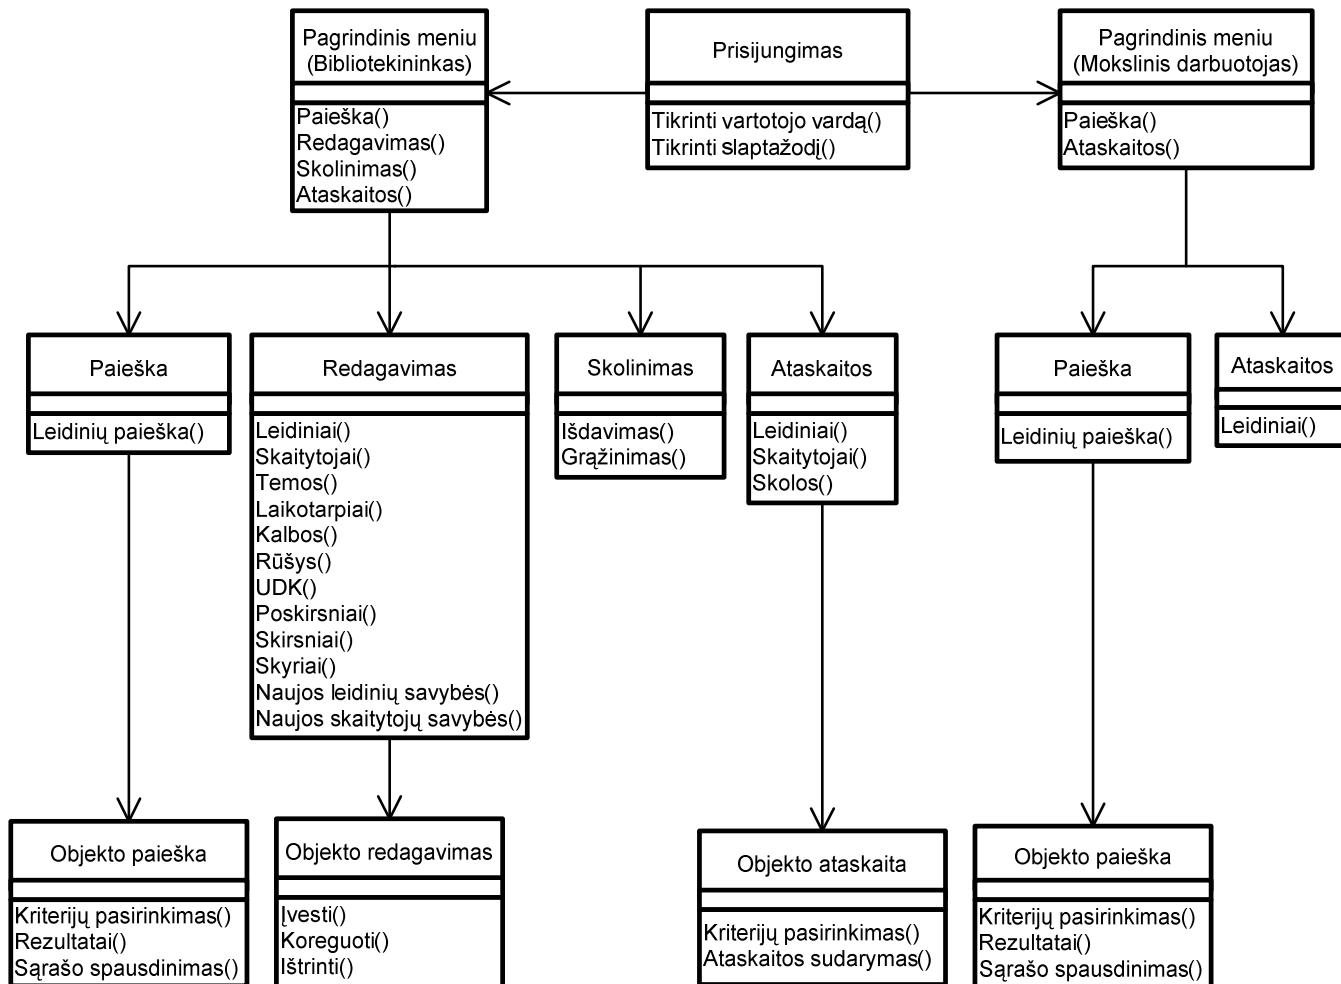 Pagrindinis meniu
(Bibliotekininkas)
Paieška()
Redagavimas()
Skolinimas()
Ataskaitos()
Prisijungimas
Tikrinti vartotojo vardą()
Tikrinti slaptažodį()
Pagrindinis meniu
(Mokslinis darbuotojas)
Paieška()
Ataskaitos()
Paieška
Leidinių paieška()
Redagavimas
Leidiniai()
Skaitytojai()
Temos()
Laikotarpiai()
Kalbos()
Rūšys()
UDK()
Poskirsniai()
Skirsniai()
Skyriai()
Naujos leidinių savybės()
Naujos skaitytojų savybės()
Skolinimas
Išdavimas()
Grąžinimas()
Ataskaitos
Leidiniai()
Skaitytojai()
Skolos()
Paieška
Leidinių paieška()
Ataskaitos
Leidiniai()
Objekto paieška
Kriterijų pasirinkimas()
Rezultatai()
Sąrašo spausdinimas()
Objekto redagavimas
Įvesti()
Koreguoti()
Ištrinti()
Objekto ataskaita
Kriterijų pasirinkimas()
Ataskaitos sudarymas()
Objekto paieška
Kriterijų pasirinkimas()
Rezultatai()
Sąrašo spausdinimas()